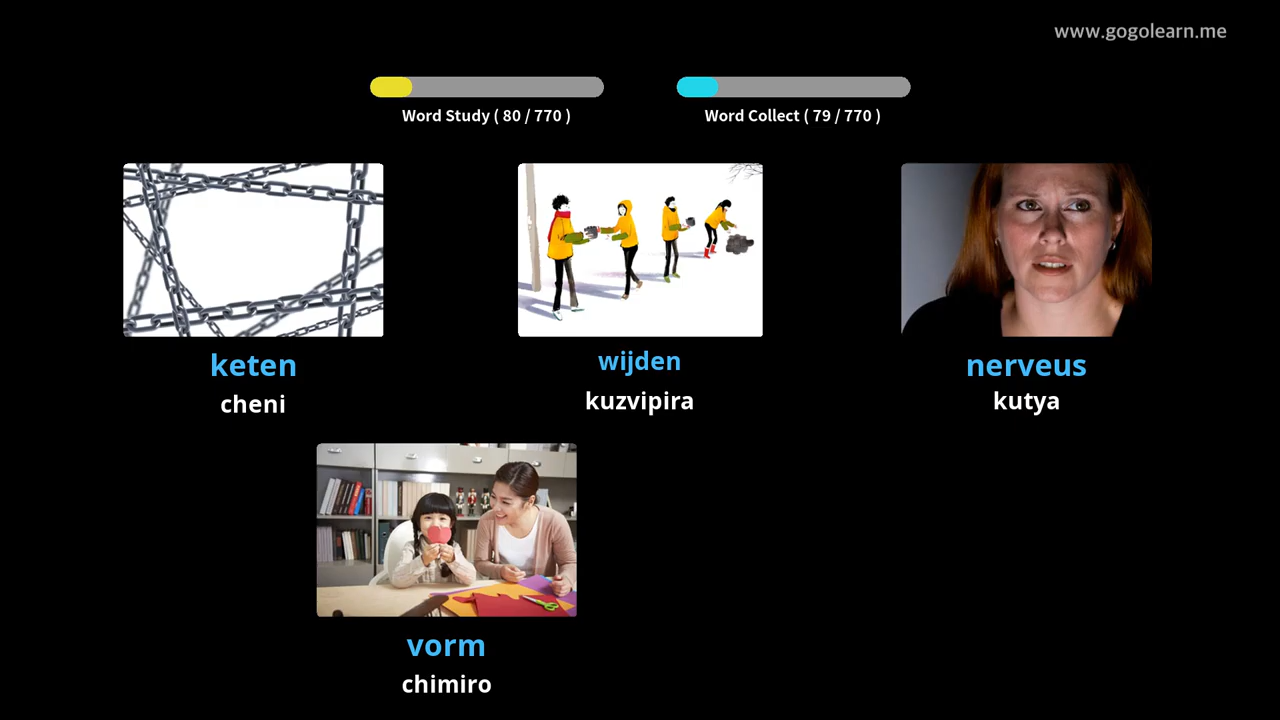 www.gogolearn.me
Word Study ( 80 / 770 )
Word Collect ( 79 / 770 )
keten
cheni
wijden
kuzvipira
nerveus
kutya
vorm
chimiro